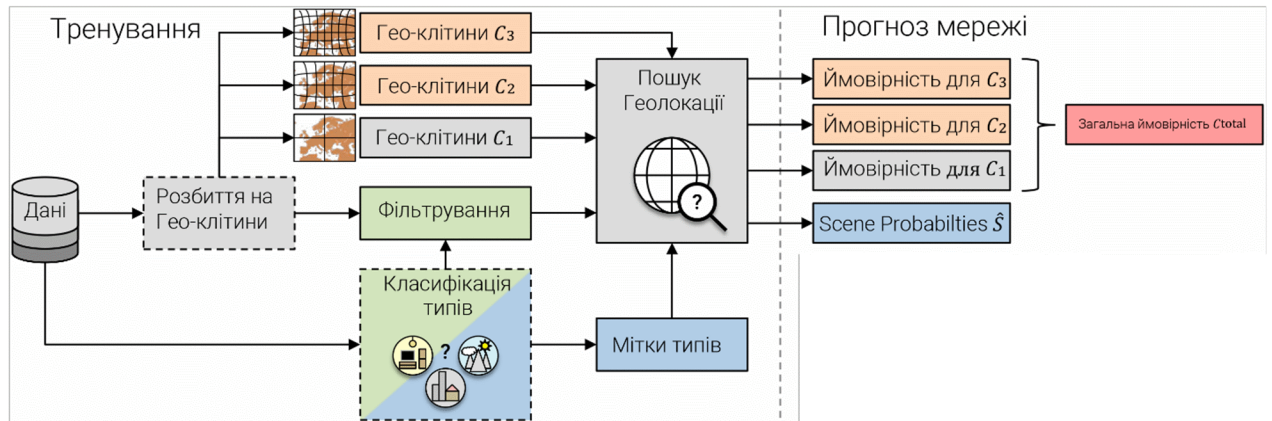 Тренування
Прогноз мережі
Гео-клітини C3
Гео-клітини C2
Гео-клітини C1
Пошук
Геолокації
?
Ймовірність для C3
Ймовірність для C2
Ймовірність для C1
Загальна ймовірність Ctotal
Дані
Розбиття на
Гео-клітини
Фільтрування
Scene Probabilties Ŝ
Класифікація
типів
?
Мітки типів